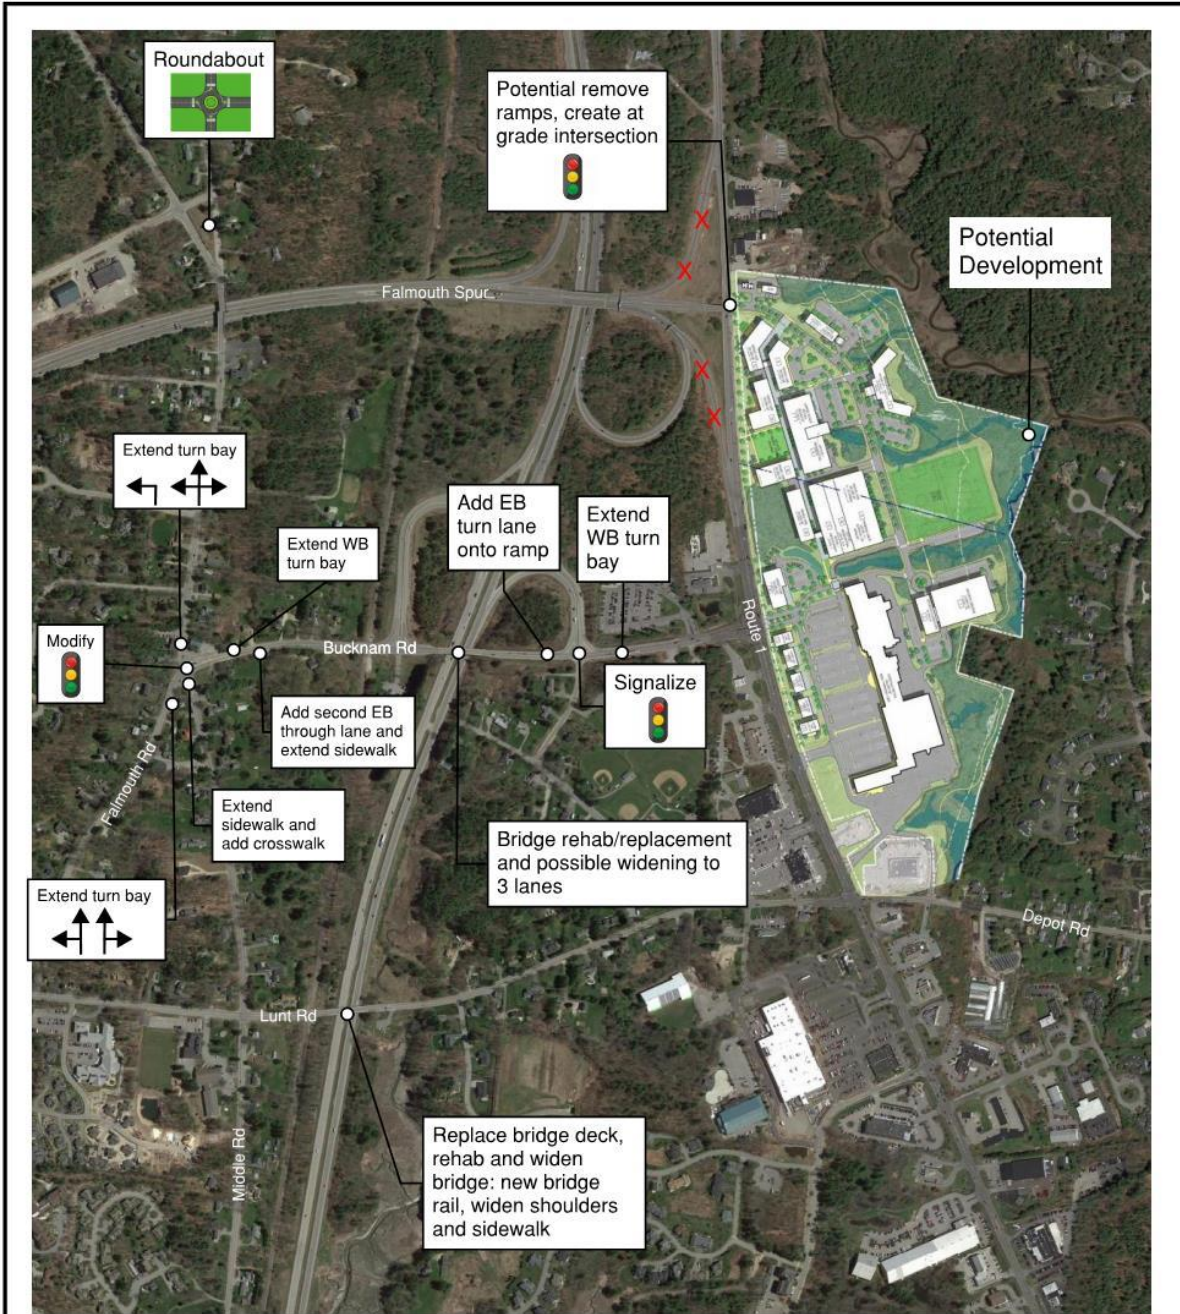 Roundabout
Potential remove
ramps, create at
grade intersection
Potential
Development
Falmouth Spur
X
X
X
X
Extend turn bay
Add EB
turn lane
onto ramp
Extend
WB turn
bay
Extend WB
turn bay
Route 1
Modify
Bucknam Rd
Signalize
Add second EB
through lane and
extend sidewalk
Falmouth Rd
Extend
sidewalk and
add crosswalk
Bridge rehab/replacement
and possible widening to
3 lanes
Extend turn bay
Depot Rd
Lunt Rd
Middle Rd
Replace bridge deck,
rehab and widen
bridge: new bridge
rail, widen shoulders
and sidewalk